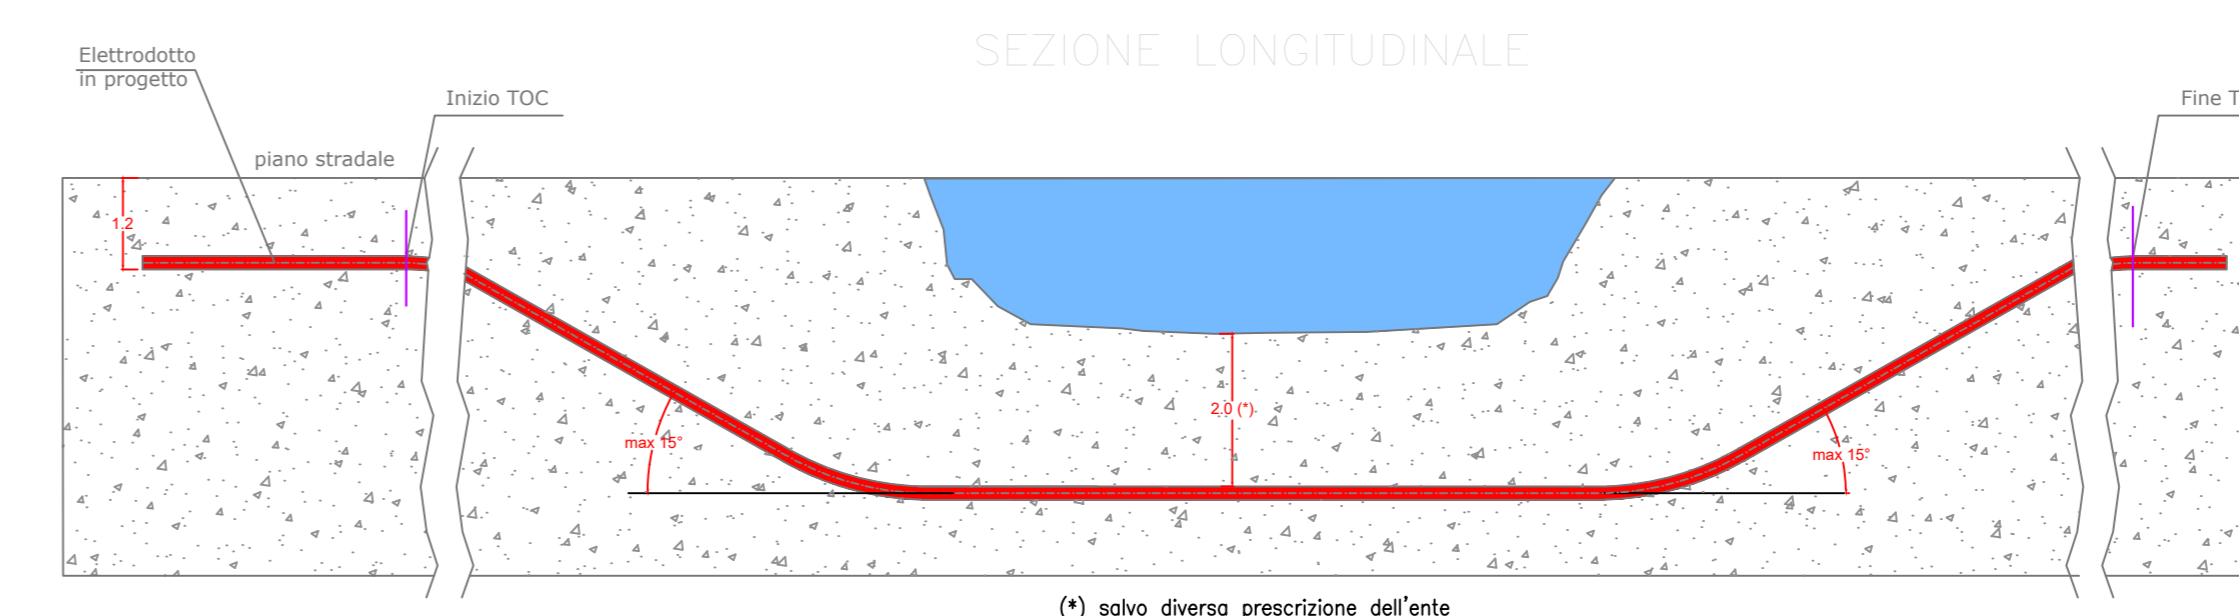 SEZIONE LONGITUDINALE
Elettrodotto
in progetto
Inizio TOC
Fine T
piano stradale
1.2
2.0 (*)
max 15°
max 15°
(*) salvo diversa prescrizione dell'ente